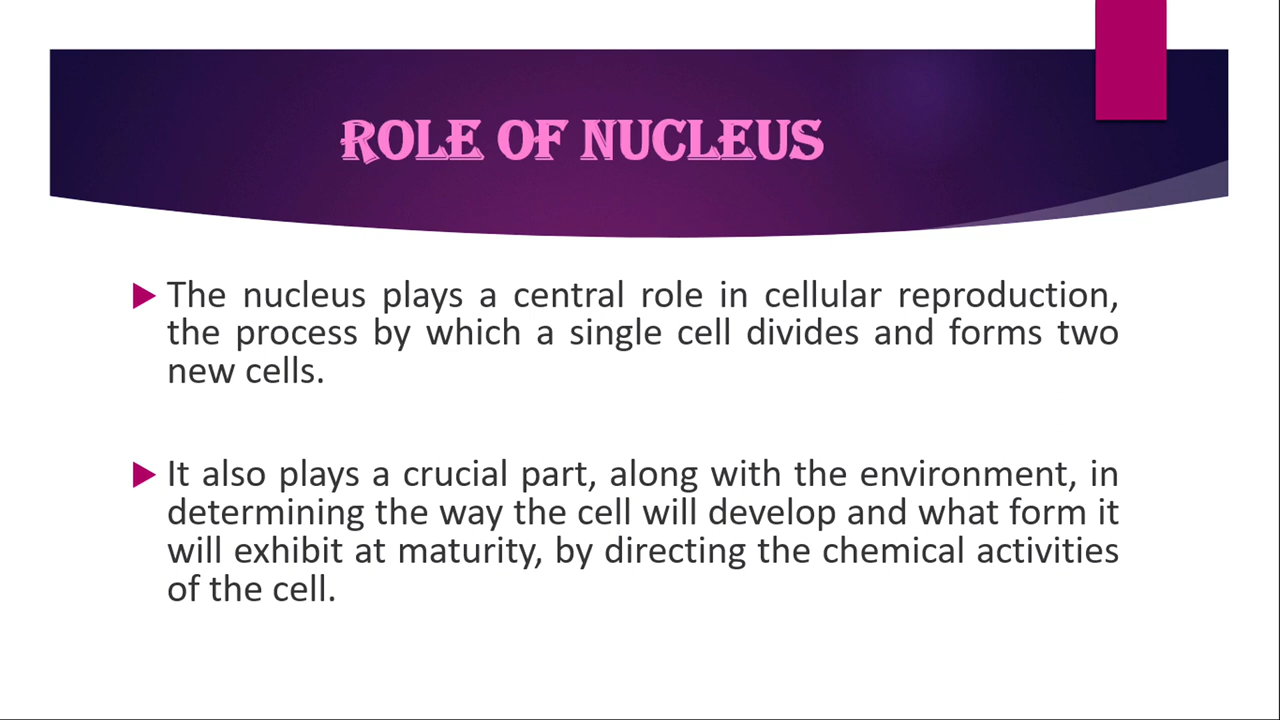 ROLE OF NUCLEUS
The nucleus plays a central role in cellular reproduction,
the process by which a single cell divides and forms two
new cells.
It also plays a crucial part, along with the environment, in
determining the way the cell will develop and what form it
will exhibit at maturity, by directing the chemical activities
of the cell.